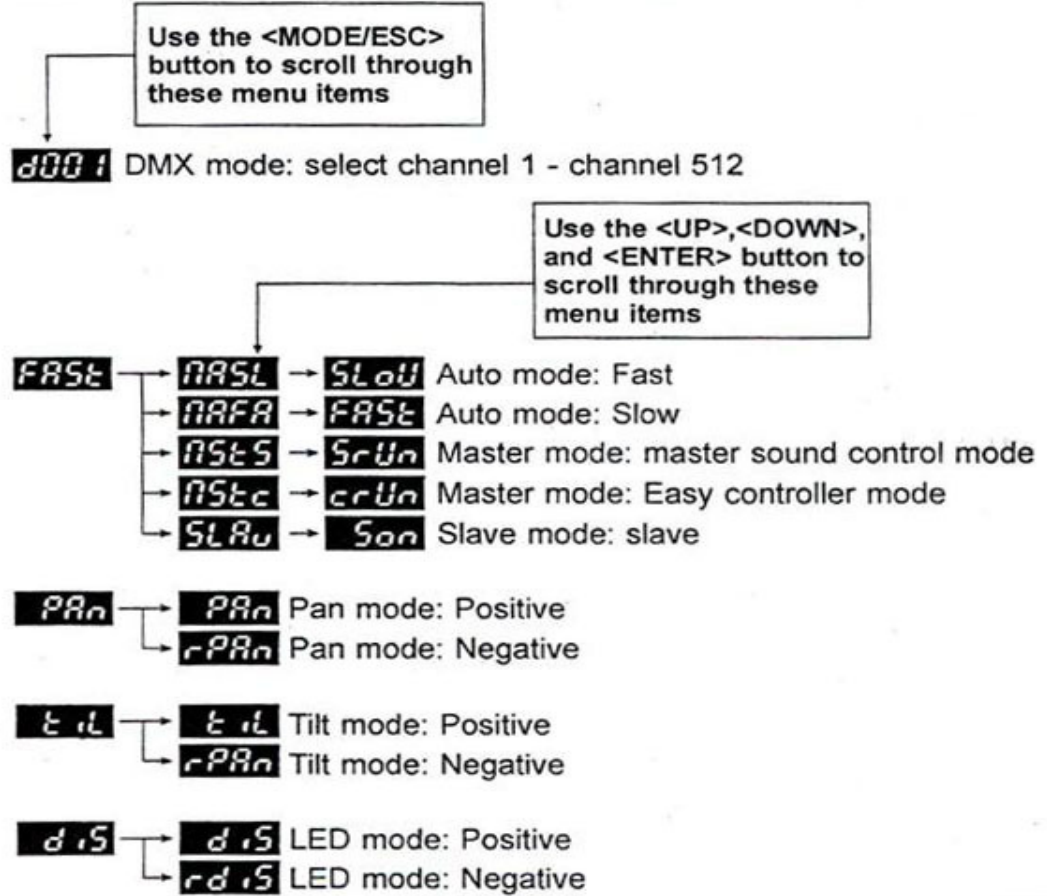 Use the <MODE/ESC>
button to scroll through
these menu items
d001 DMX mode: select channel 1 - channel 512
Use the <UP>,<DOWN>,
and <ENTER> button to
scroll through these
menu items
FASt MASL SLoU Auto mode: Fast
MAFA FASt Auto mode: Slow
MStS SrUn Master mode: master sound control mode
MStc crUn Master mode: Easy controller mode
SLAu Son Slave mode: slave
PAn PAn Pan mode: Positive
rPAn Pan mode: Negative
tiL tiL Tilt mode: Positive
rPAn Tilt mode: Negative
diS diS LED mode: Positive
rdiS LED mode: Negative